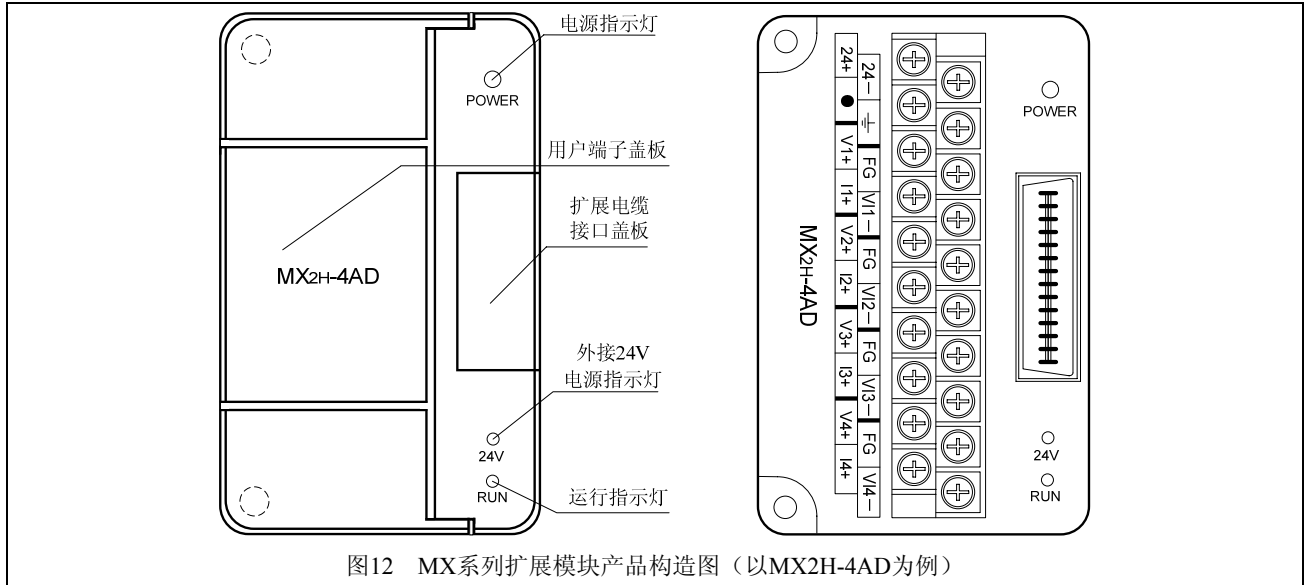 电源指示灯
POWER
用户端子盖板
扩展电缆
接口盖板
MX2H-4AD
外接24V
电源指示灯
24V
RUN
运行指示灯
24+
●
V1+
I1+
V2+
I2+
V3+
I3+
V4+
I4+
24—
⏚
FG
VI1—
FG
VI2—
FG
VI3—
FG
VI4—
MX2H-4AD
POWER
24V
RUN
图12 MX系列扩展模块产品构造图（以MX2H-4AD为例）